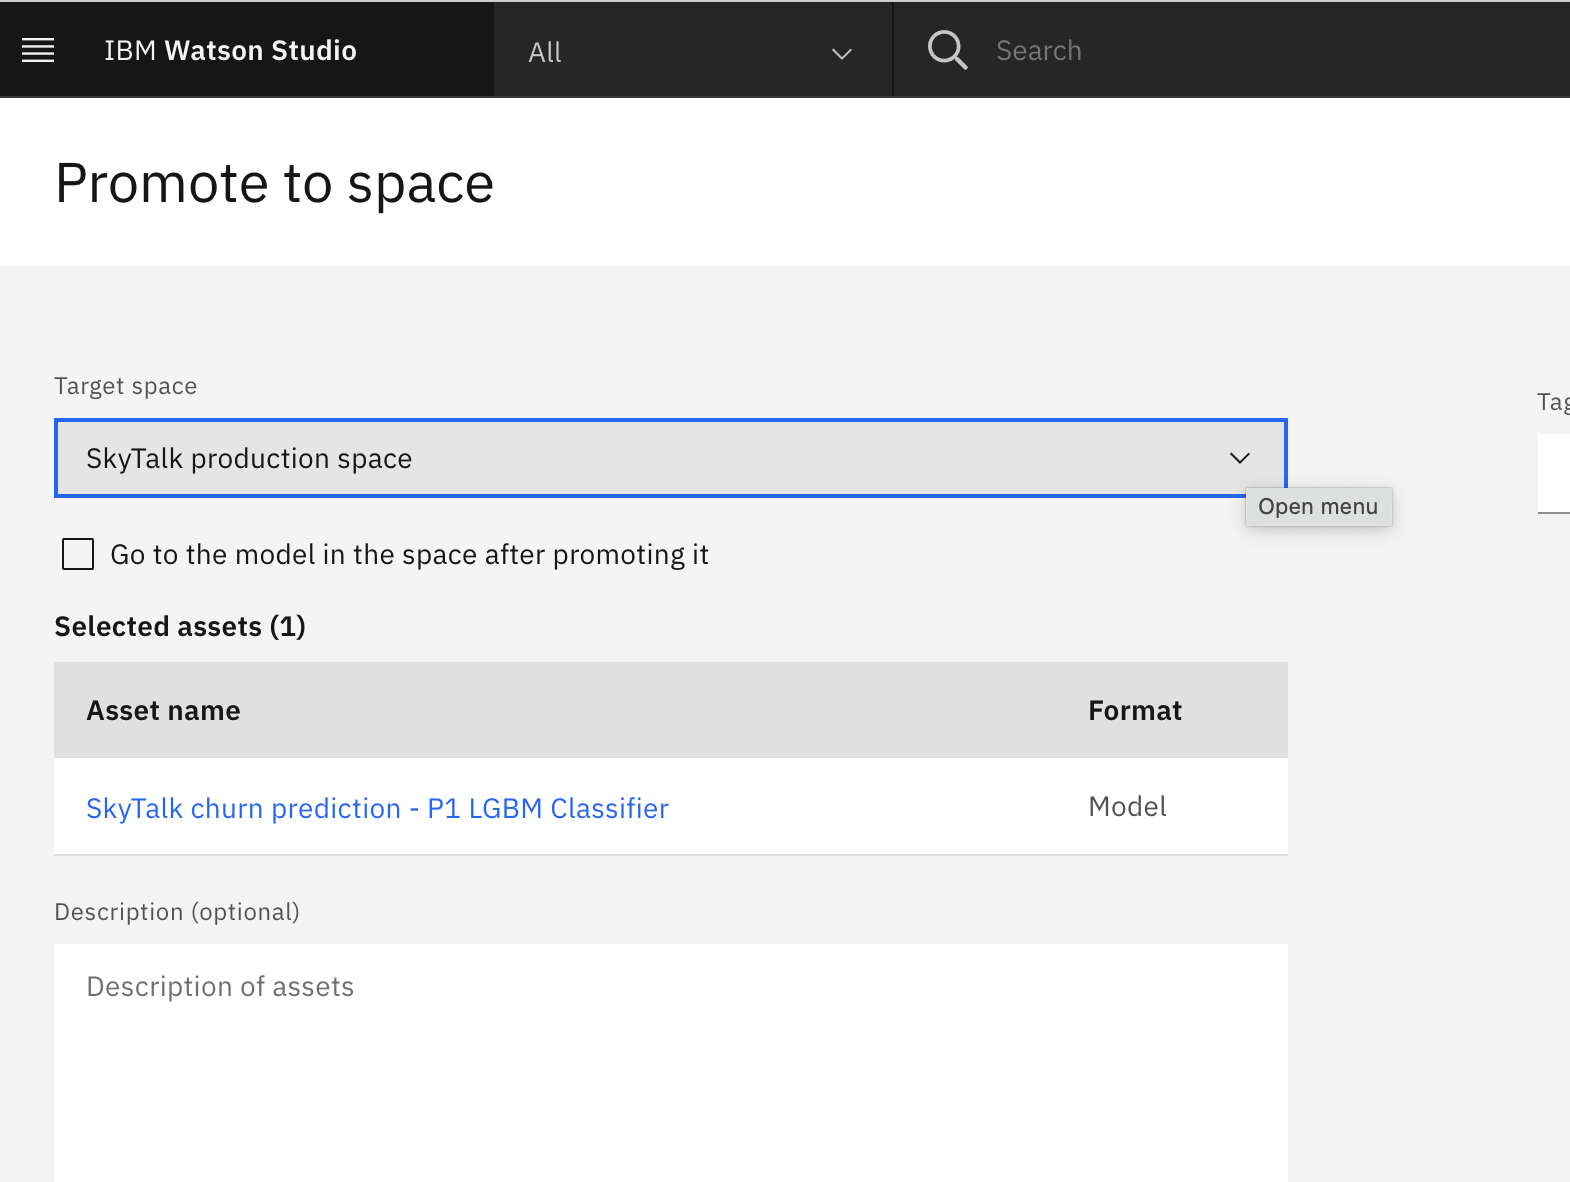 IBM Watson Studio
All
Search
Promote to space
Target space
Tag
SkyTalk production space
Open menu
Go to the model in the space after promoting it
Selected assets (1)
Asset name Format
SkyTalk churn prediction - P1 LGBM Classifier Model
Description (optional)
Description of assets